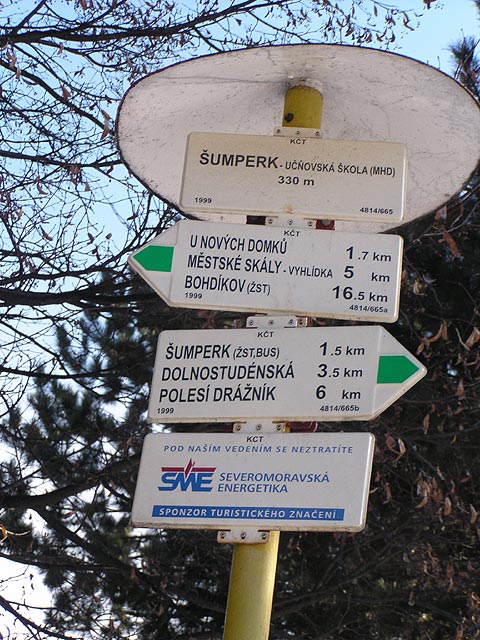 KČT
ŠUMPERK - UČŇOVSKÁ ŠKOLA (MHD)
330 m
1999 4814/665
KČT
U NOVÝCH DOMKŮ 1.7 km
MĚSTSKÉ SKÁLY - VYHLÍDKA 5 km
BOHDÍKOV (ŽST) 16.5 km
1999 4814/665a
KČT
ŠUMPERK (ŽST,BUS) 1.5 km
DOLNOSTUDÉNSKÁ 3.5 km
POLESÍ DRÁŽNÍK 6 km
1999 4814/665b
KČT
POD NAŠÍM VEDENÍM SE NEZTRATÍTE
SME SEVEROMORAVSKÁ
ENERGETIKA
SPONZOR TURISTICKÉHO ZNAČENÍ